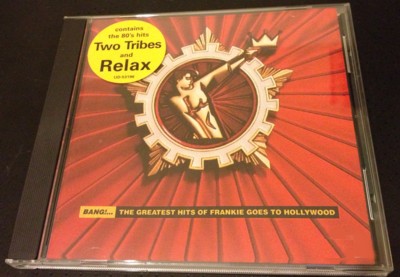 contains
the 80's hits
Two Tribes
and
Relax
BANG!... THE GREATEST HITS OF FRANKIE GOES TO HOLLYWOOD